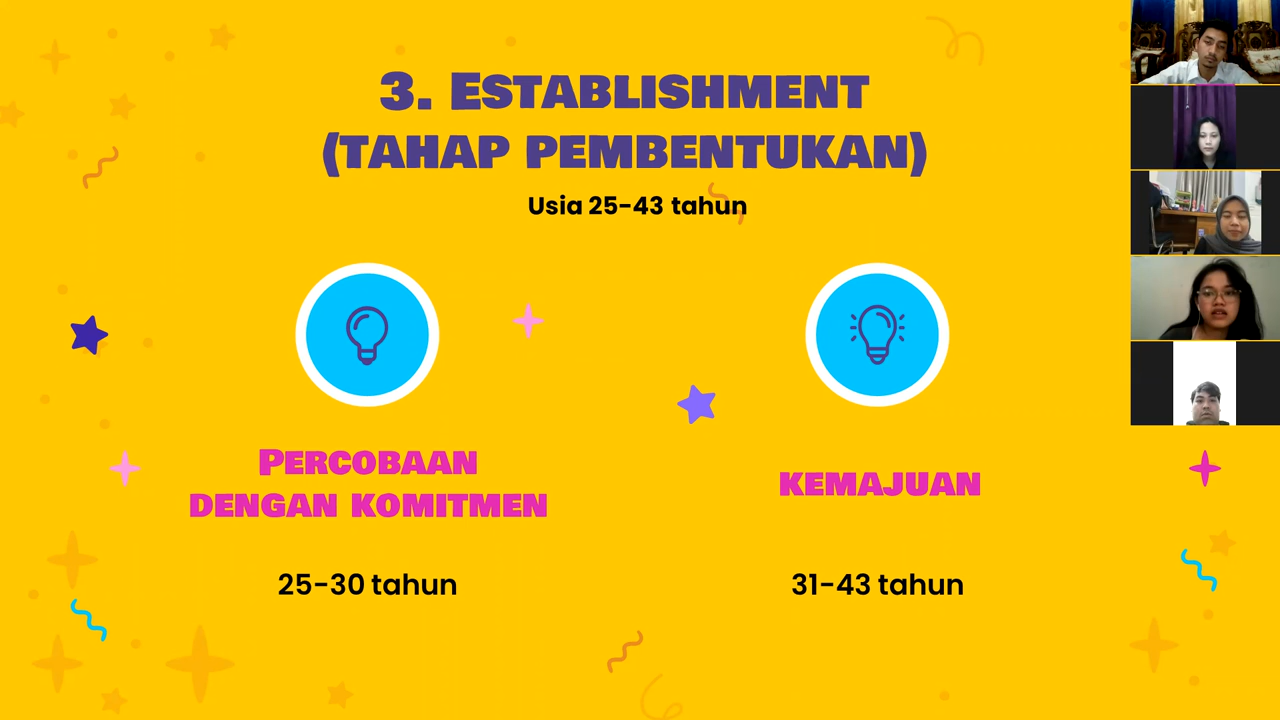 3. Establishment
(tahap pembentukan)
Usia 25-43 tahun
Percobaan
dengan komitmen
kemajuan
25-30 tahun
31-43 tahun